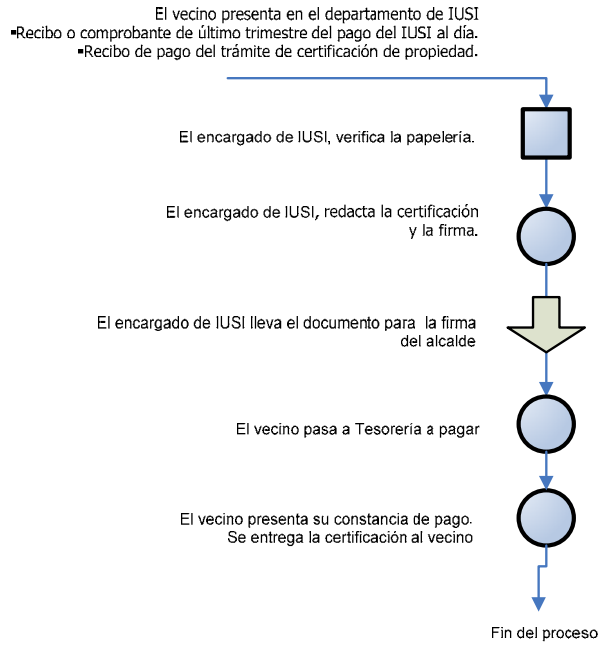 El vecino presenta en el departamento de IUSI
▪Recibo o comprobante de último trimestre del pago del IUSI al día.
▪Recibo de pago del trámite de certificación de propiedad.
El encargado de IUSI, verifica la papelería.
El encargado de IUSI, redacta la certificación
y la firma.
El encargado de IUSI lleva el documento para la firma
del alcalde
El vecino pasa a Tesorería a pagar
El vecino presenta su constancia de pago.
Se entrega la certificación al vecino
Fin del proceso